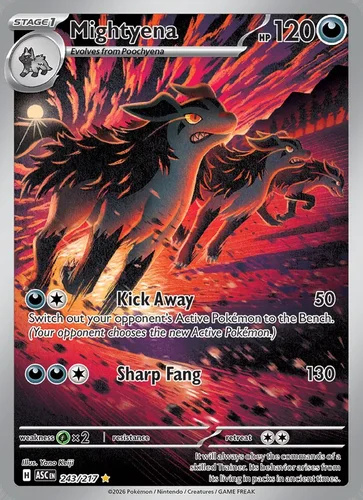 STAGE 1
Mightyena
HP 120
Evolves from Poochyena
Kick Away 50
Switch out your opponent's Active Pokémon to the Bench.
(Your opponent chooses the new Active Pokémon.)
Sharp Fang 130
weakness ×2 resistance retreat
Illus. Yano Keiji
H ASC EN 243/217
It will always obey the commands of a
skilled Trainer. Its behavior arises from
its living in packs in ancient times.
©2026 Pokémon / Nintendo / Creatures / GAME FREAK